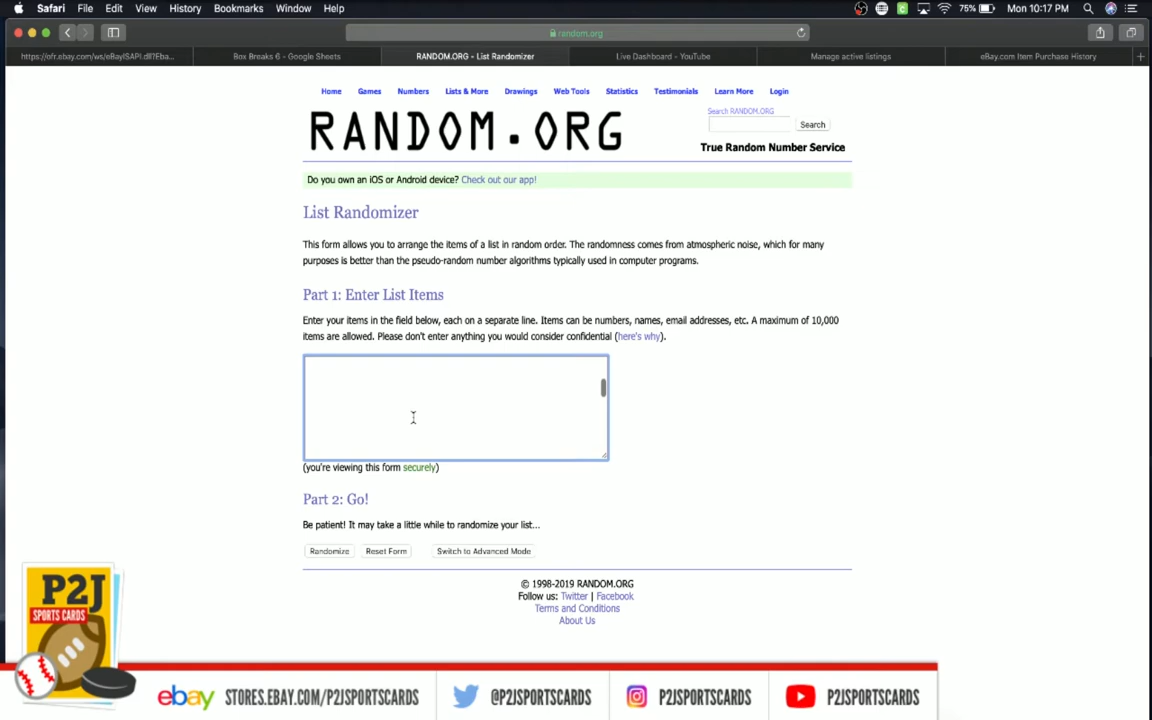 Safari File Edit View History Bookmarks Window Help 75% Mon 10:17 PM
random.org
https://ofr.ebay.com/ws/eBayISAPI.dll?Eba... Box Breaks 6 - Google Sheets RANDOM.ORG - List Randomizer Live Dashboard - YouTube Manage active listings eBay.com Item Purchase History
Home Games Numbers Lists & More Drawings Web Tools Statistics Testimonials Learn More Login
RANDOM.ORG
Search RANDOM.ORG
Search
True Random Number Service
Do you own an iOS or Android device? Check out our app!
List Randomizer
This form allows you to arrange the items of a list in random order. The randomness comes from atmospheric noise, which for many
purposes is better than the pseudo-random number algorithms typically used in computer programs.
Part 1: Enter List Items
Enter your items in the field below, each on a separate line. Items can be numbers, names, email addresses, etc. A maximum of 10,000
items are allowed. Please don't enter anything you would consider confidential (here's why).
(you're viewing this form securely)
Part 2: Go!
Be patient! It may take a little while to randomize your list...
Randomize Reset Form Switch to Advanced Mode
© 1998-2019 RANDOM.ORG
Follow us: Twitter | Facebook
Terms and Conditions
About Us
P2J
SPORTS CARDS
ebay STORES.EBAY.COM/P2JSPORTSCARDS @P2JSPORTSCARDS P2JSPORTSCARDS P2JSPORTSCARDS